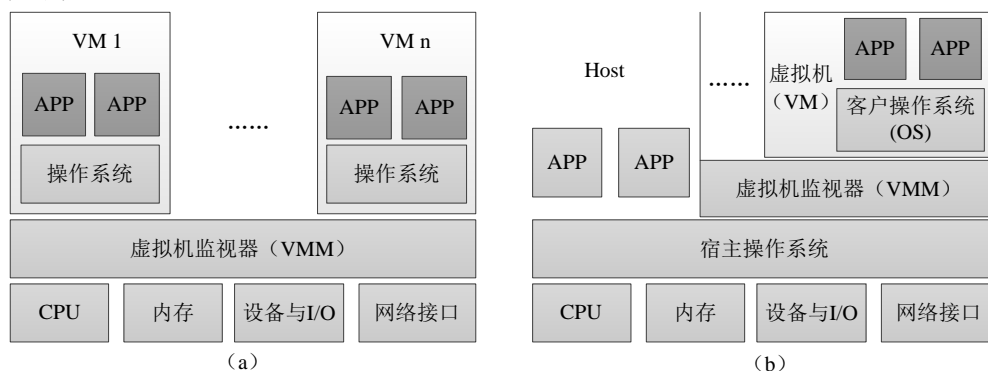 VM 1
APP
APP
操作系统
……
VM n
APP
APP
操作系统
虚拟机监视器（VMM）
CPU
内存
设备与I/O
网络接口
（a）
Host
APP
APP
……
虚拟机
（VM）
APP
APP
客户操作系统
(OS)
虚拟机监视器（VMM）
宿主操作系统
CPU
内存
设备与I/O
网络接口
（b）